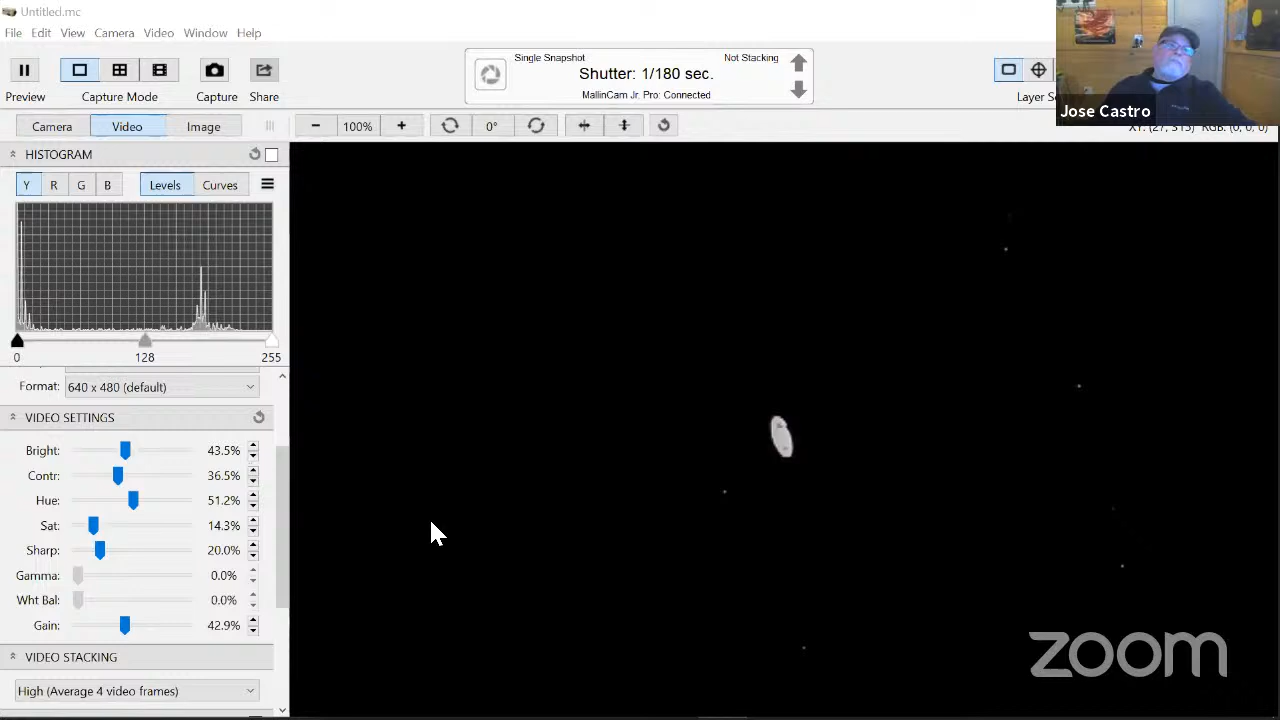 Untitled.mc
File Edit View Camera Video Window Help
Single Snapshot Not Stacking
Shutter: 1/180 sec.
MallinCam Jr. Pro: Connected
Preview Capture Mode Capture Share
Layer
Jose Castro
Camera Video Image
100% 0°
RGB: (0, 0, 0)
HISTOGRAM
Y R G B Levels Curves
0 128 255
Format: 640 x 480 (default)
VIDEO SETTINGS
Bright: 43.5%
Contr: 36.5%
Hue: 51.2%
Sat: 14.3%
Sharp: 20.0%
Gamma: 0.0%
Wht Bal: 0.0%
Gain: 42.9%
VIDEO STACKING
High (Average 4 video frames)
zoom